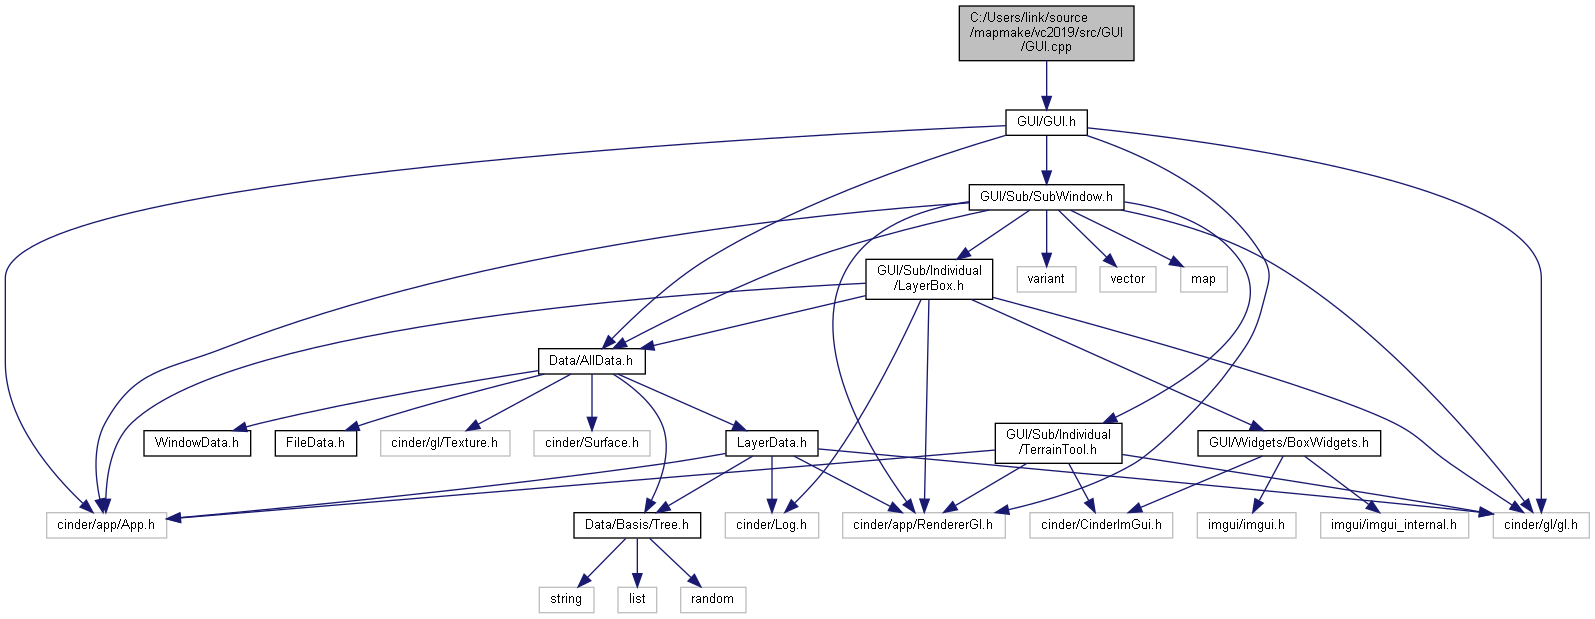 C:/Users/link/source
/mapmake/vc2019/src/GUI
/GUI.cpp
GUI/GUI.h
GUI/Sub/SubWindow.h
GUI/Sub/Individual
/LayerBox.h
variant
vector
map
Data/AllData.h
WindowData.h
FileData.h
cinder/gl/Texture.h
cinder/Surface.h
LayerData.h
GUI/Sub/Individual
/TerrainTool.h
GUI/Widgets/BoxWidgets.h
cinder/app/App.h
Data/Basis/Tree.h
cinder/Log.h
cinder/app/RendererGl.h
cinder/CinderImGui.h
imgui/imgui.h
imgui/imgui_internal.h
cinder/gl/gl.h
string
list
random